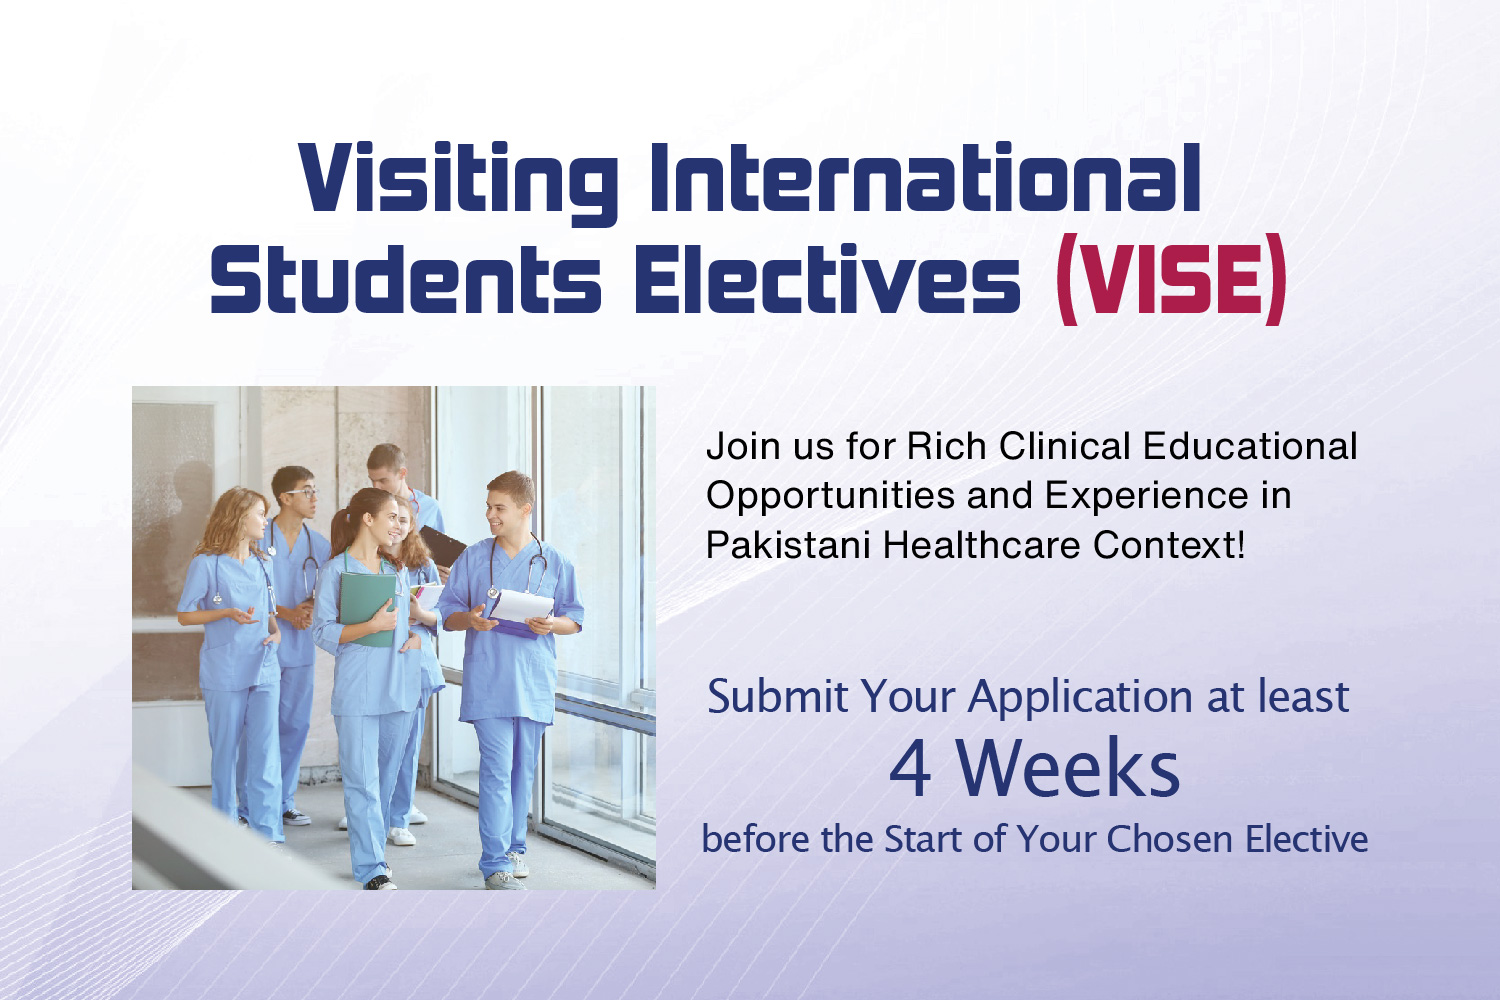 Visiting International
Students Electives (VISE)
Join us for Rich Clinical Educational
Opportunities and Experience in
Pakistani Healthcare Context!
Submit Your Application at least
4 Weeks
before the Start of Your Chosen Elective